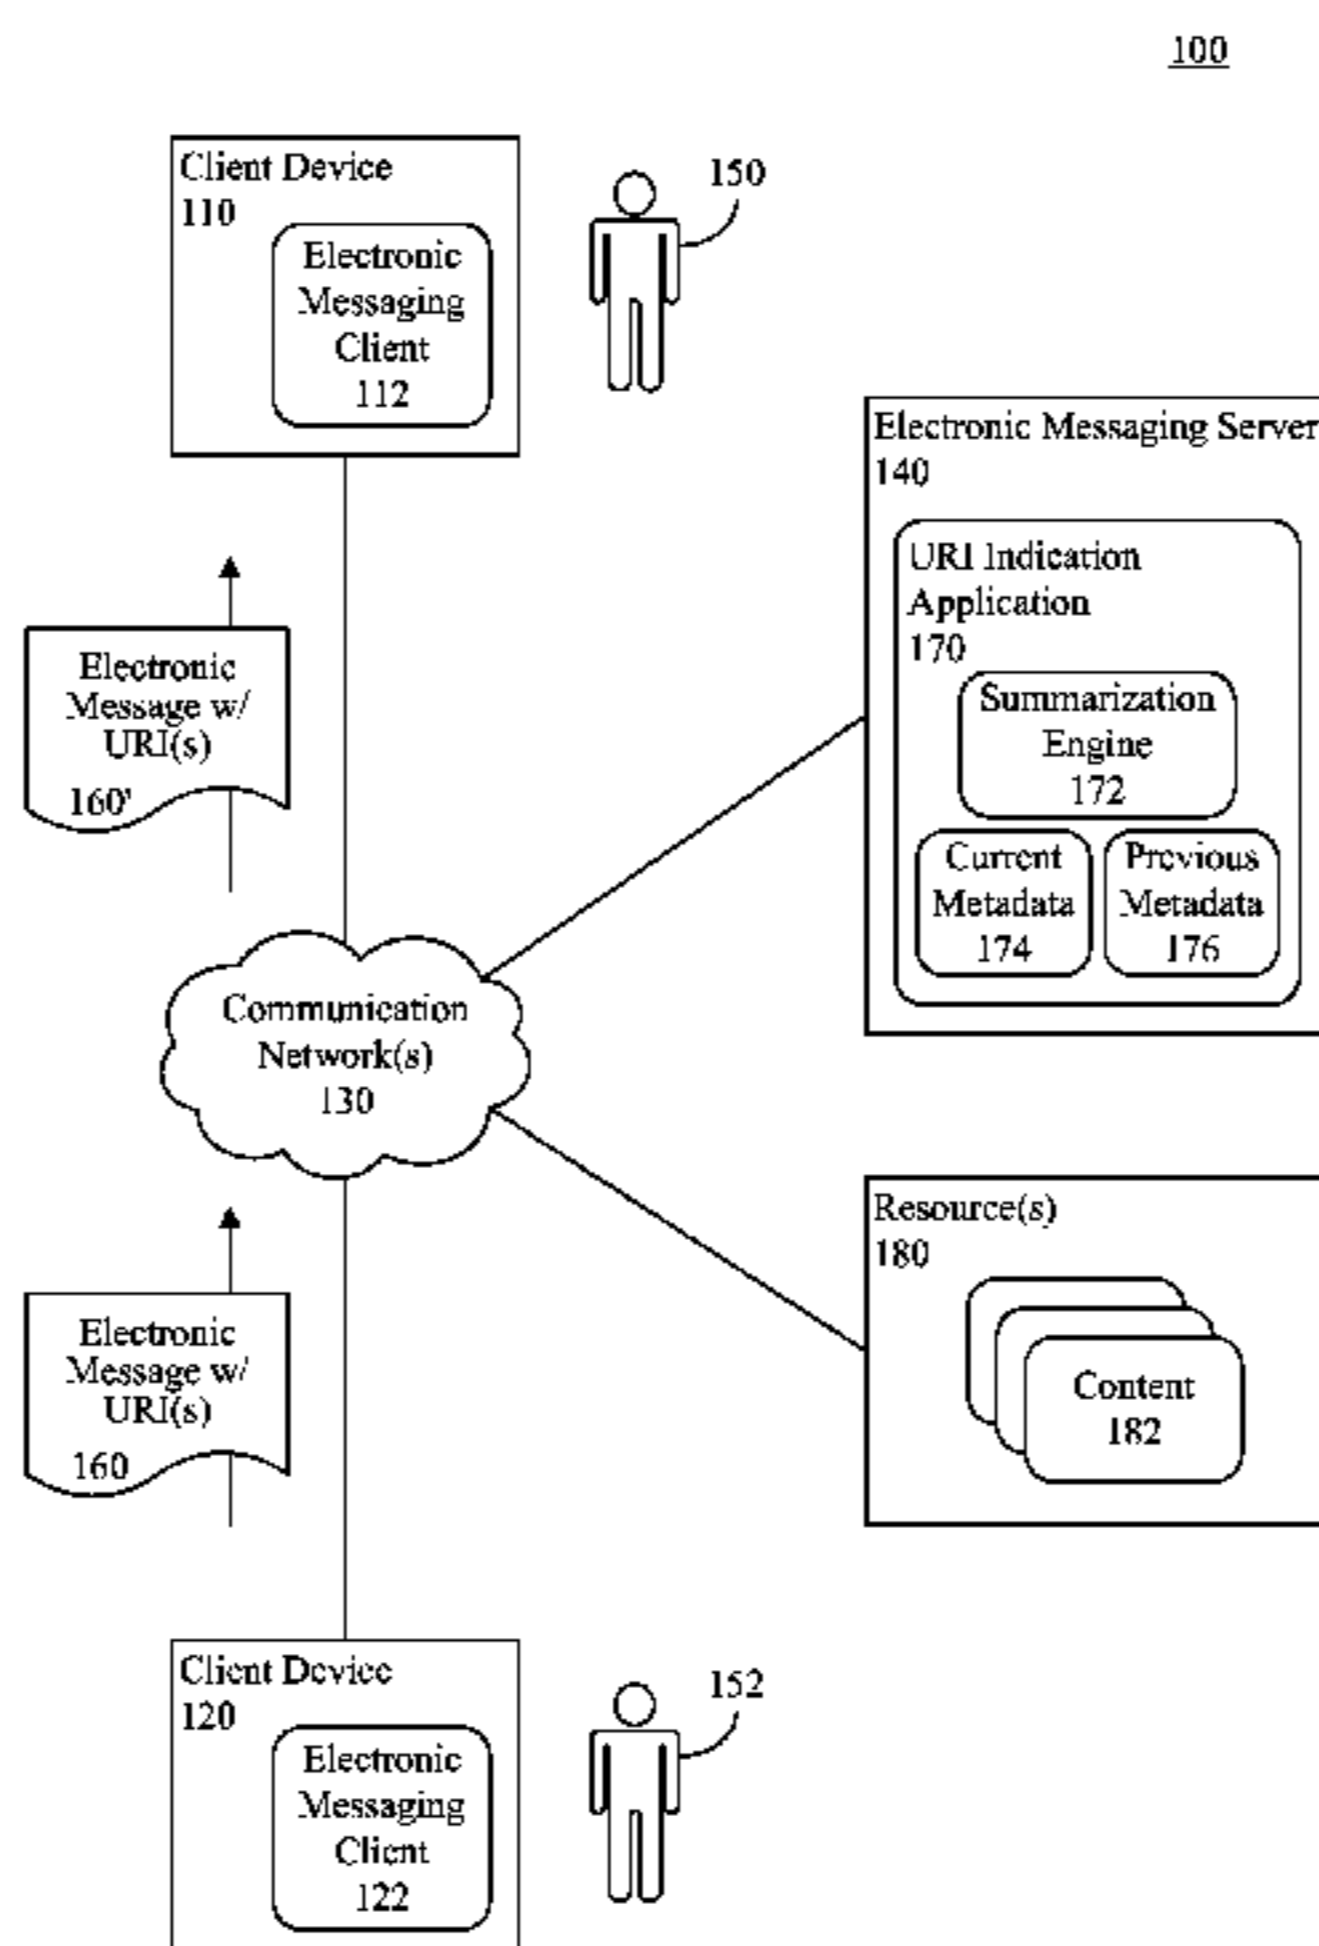 100
Client Device
110
Electronic
Messaging
Client
112
150
Electronic Messaging Server
140
URI Indication
Application
170
Summarization
Engine
172
Current
Metadata
174
Previous
Metadata
176
Electronic
Message w/
URI(s)
160'
Communication
Network(s)
130
Resource(s)
180
Content
182
Electronic
Message w/
URI(s)
160
Client Device
120
Electronic
Messaging
Client
122
152